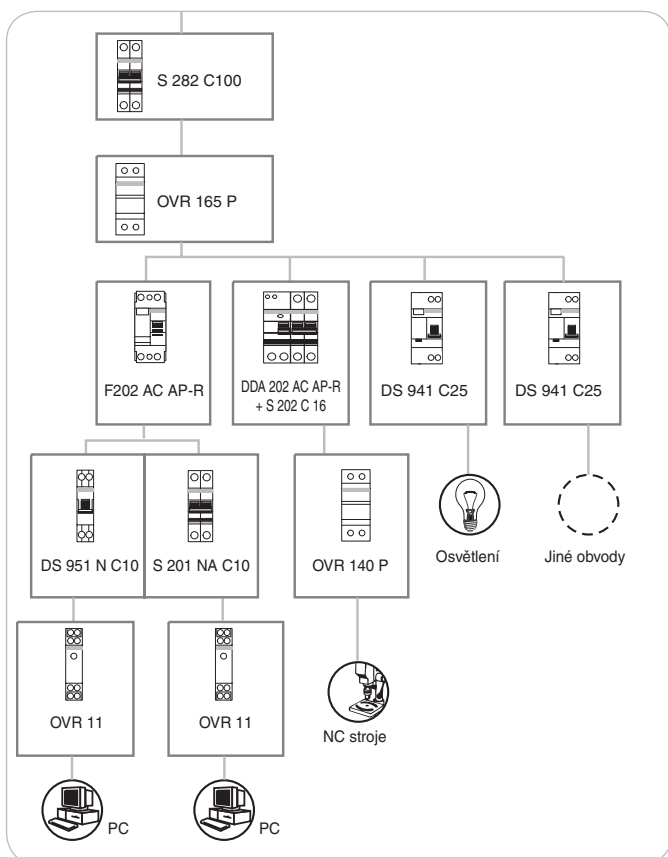 S 282 C100
OVR 165 P
F202 AC AP-R
DDA 202 AC AP-R
+ S 202 C 16
DS 941 C25
DS 941 C25
DS 951 N C10
S 201 NA C10
OVR 140 P
Osvětlení
Jiné obvody
OVR 11
OVR 11
NC stroje
PC
PC